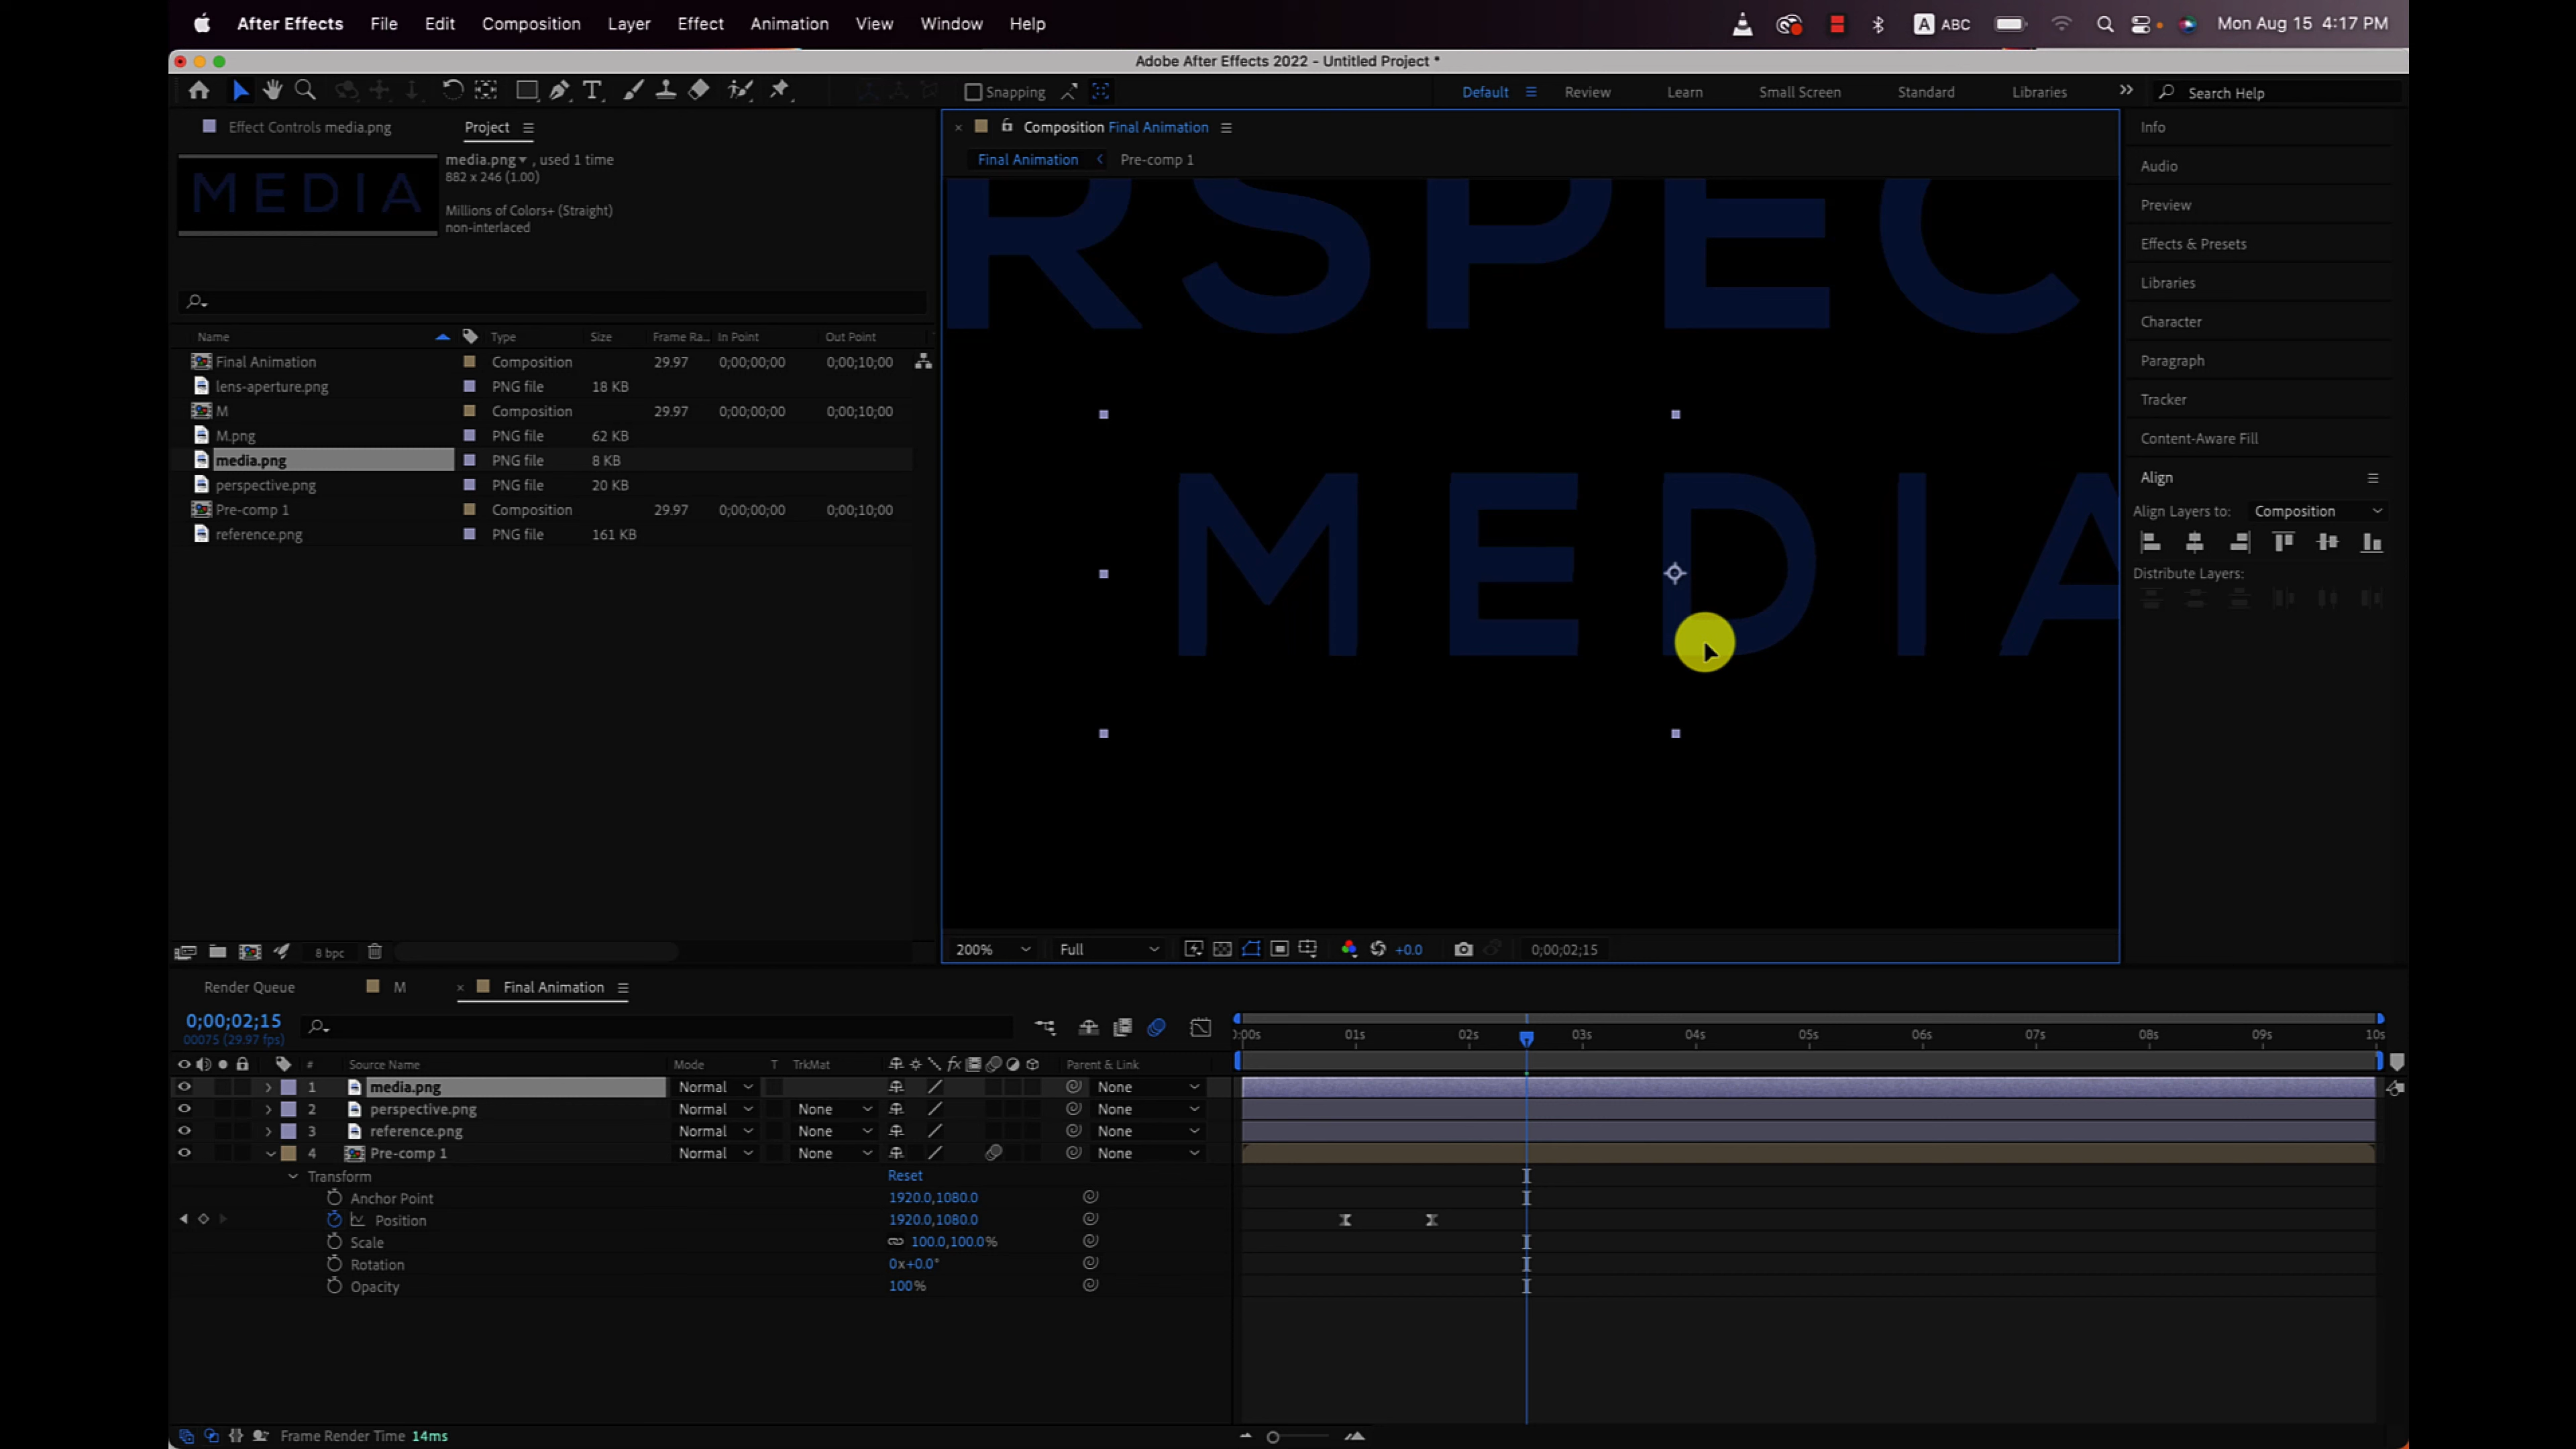 After Effects File Edit Composition Layer Effect Animation View Window Help A ABC Mon Aug 15 4:17 PM
Adobe After Effects 2022 - Untitled Project *
T Snapping Default Review Learn Small Screen Standard Libraries Search Help
Effect Controls media.png Project
Composition Final Animation
Final Animation Pre-comp 1
MEDIA
media.png , used 1 time
882 x 246 (1.00)
Millions of Colors+ (Straight)
non-interlaced
Name Type Size Frame Ra... In Point Out Point
Final Animation Composition 29.97 0;00;00;00 0;00;10;00
lens-aperture.png PNG file 18 KB
M Composition 29.97 0;00;00;00 0;00;10;00
M.png PNG file 62 KB
media.png PNG file 8 KB
perspective.png PNG file 20 KB
Pre-comp 1 Composition 29.97 0;00;00;00 0;00;10;00
reference.png PNG file 161 KB
8 bpc
RSPEC
MEDIA
200% Full +0.0 0;00;02;15
Info
Audio
Preview
Effects & Presets
Libraries
Character
Paragraph
Tracker
Content-Aware Fill
Align
Align Layers to: Composition
Distribute Layers:
Render Queue M Final Animation
0;00;02;15
00075 (29.97 fps)
:00s 01s 02s 03s 04s 05s 06s 07s 08s 09s 10s
# Source Name Mode T TrkMat fx Parent & Link
1 media.png Normal None
2 perspective.png Normal None None
3 reference.png Normal None None
4 Pre-comp 1 Normal None None
Transform Reset
Anchor Point 1920.0,1080.0
Position 1920.0,1080.0
Scale 100.0,100.0%
Rotation 0x+0.0°
Opacity 100%
Frame Render Time 14ms